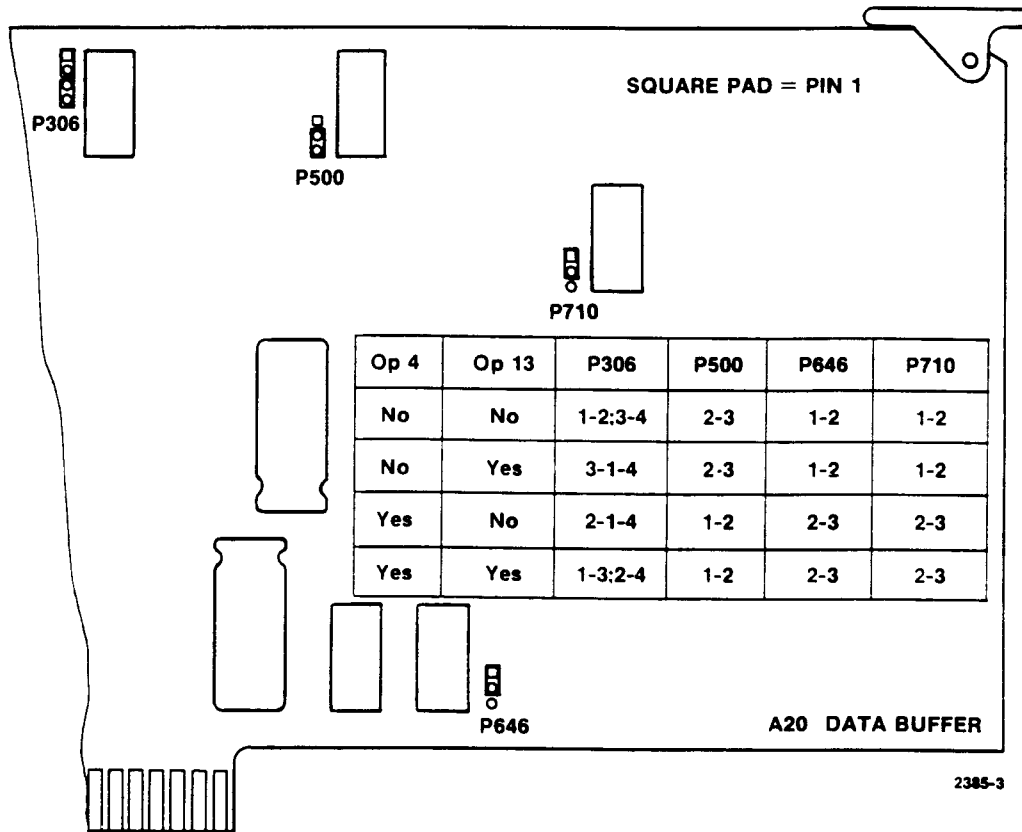 SQUARE PAD = PIN 1
P306
P500
P710
Op 4 Op 13 P306 P500 P646 P710
No No 1-2;3-4 2-3 1-2 1-2
No Yes 3-1-4 2-3 1-2 1-2
Yes No 2-1-4 1-2 2-3 2-3
Yes Yes 1-3;2-4 1-2 2-3 2-3
P646
A20 DATA BUFFER
2385-3